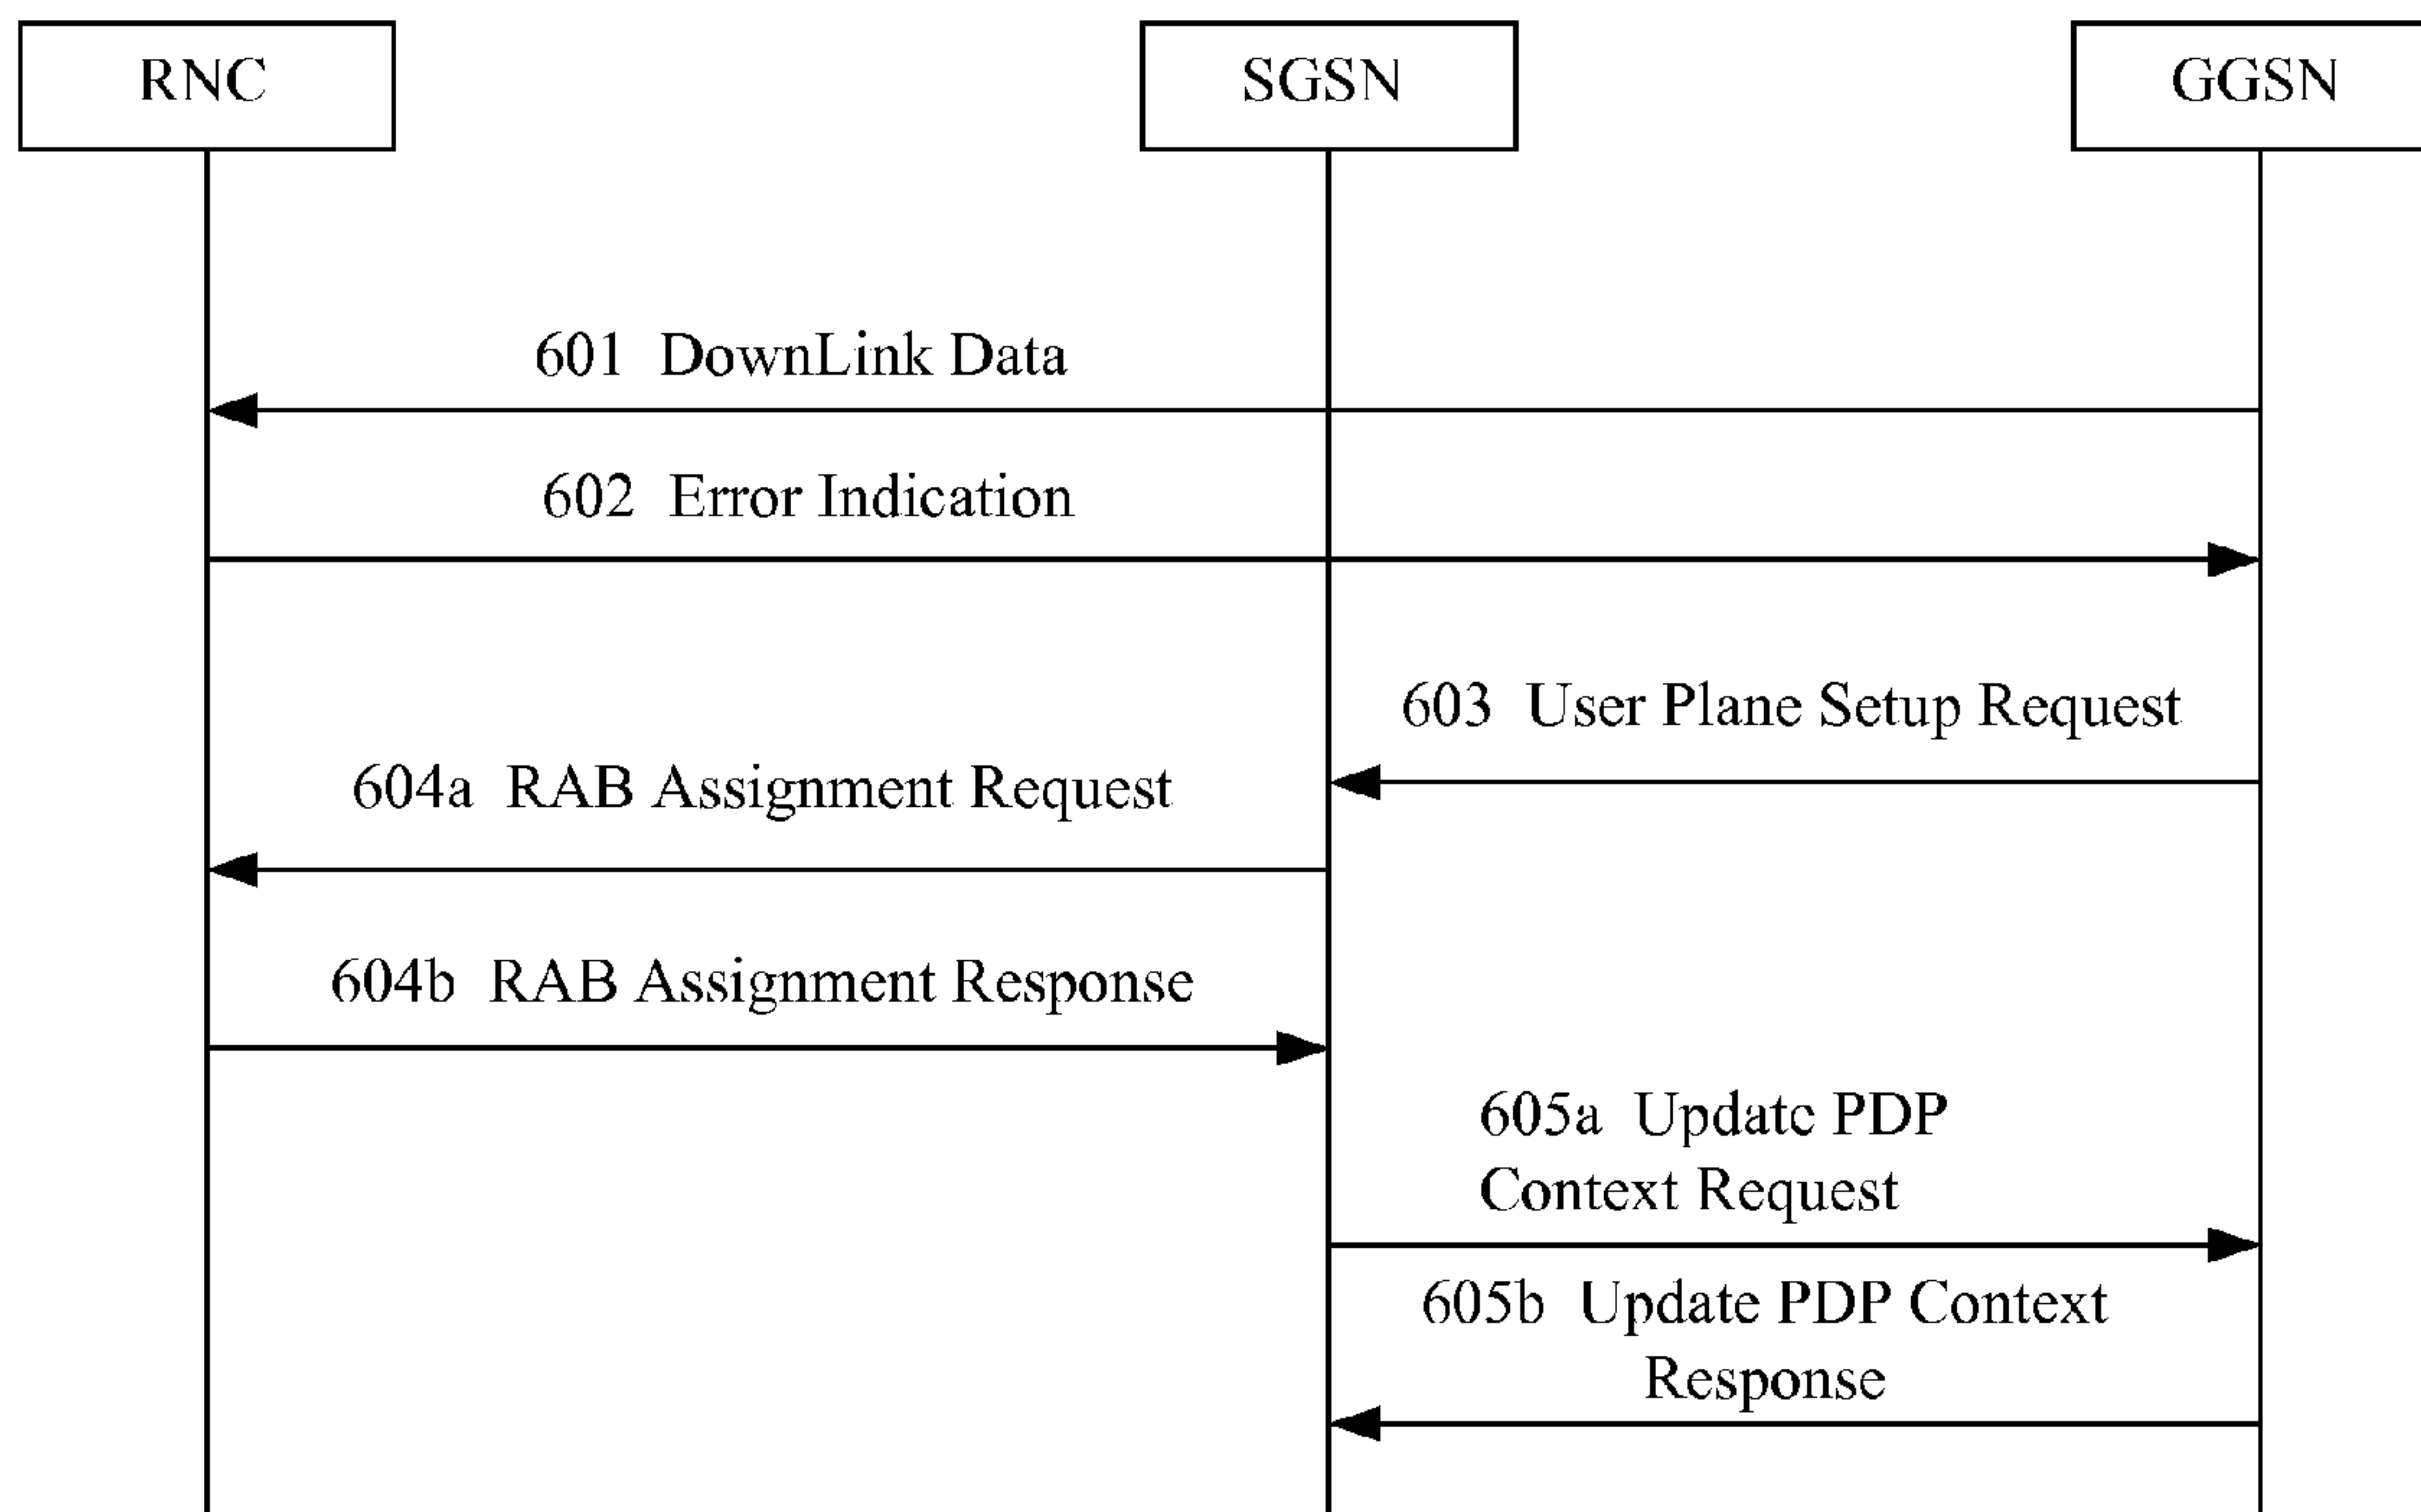 RNC
SGSN
GGSN
601 DownLink Data
602 Error Indication
603 User Plane Setup Request
604a RAB Assignment Request
604b RAB Assignment Response
605a Update PDP
Context Request
605b Update PDP Context
Response